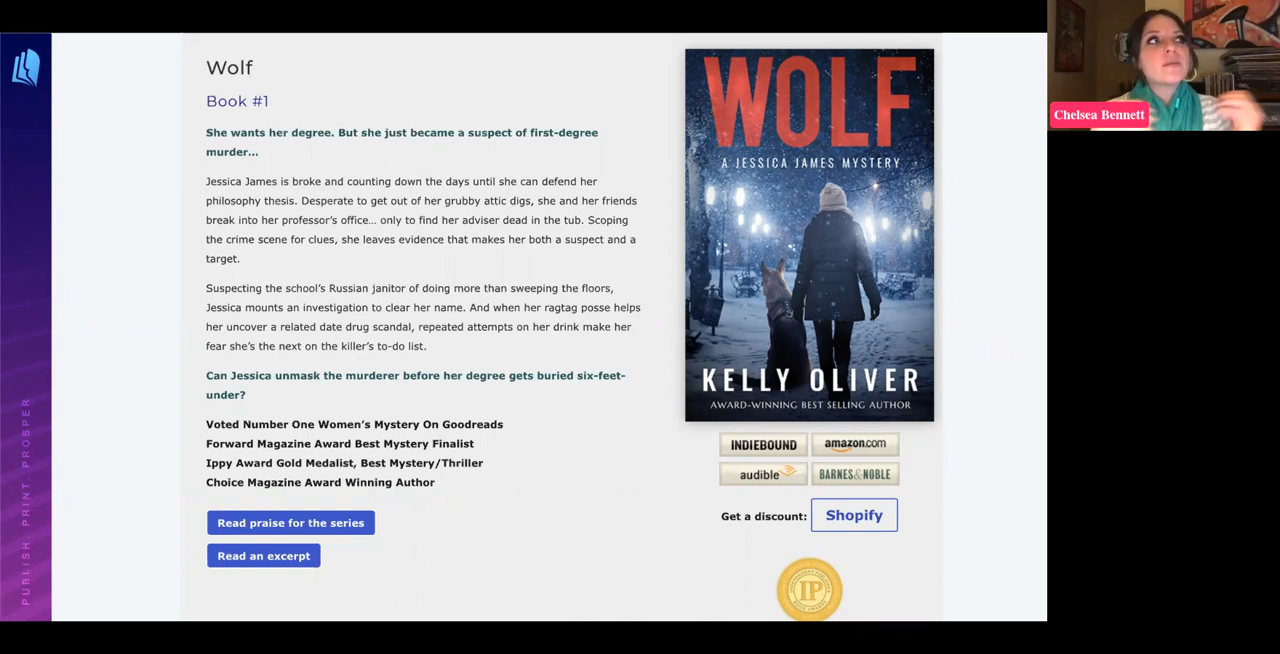 Wolf
Book #1
She wants her degree. But she just became a suspect of first-degree
murder...
Jessica James is broke and counting down the days until she can defend her
philosophy thesis. Desperate to get out of her grubby attic digs, she and her friends
break into her professor's office... only to find her adviser dead in the tub. Scoping
the crime scene for clues, she leaves evidence that makes her both a suspect and a
target.
Suspecting the school's Russian janitor of doing more than sweeping the floors,
Jessica mounts an investigation to clear her name. And when her ragtag posse helps
her uncover a related date drug scandal, repeated attempts on her drink make her
fear she's the next on the killer's to-do list.
Can Jessica unmask the murderer before her degree gets buried six-feet-
under?
Voted Number One Women's Mystery On Goodreads
Forward Magazine Award Best Mystery Finalist
Ippy Award Gold Medalist, Best Mystery/Thriller
Choice Magazine Award Winning Author
Read praise for the series
Read an excerpt
WOLF
A JESSICA JAMES MYSTERY
KELLY OLIVER
AWARD-WINNING BEST SELLING AUTHOR
INDIEBOUND
amazon.com
audible
BARNES&NOBLE
Get a discount: Shopify
IP
Chelsea Bennett
PUBLISH. PRINT. PROSPER